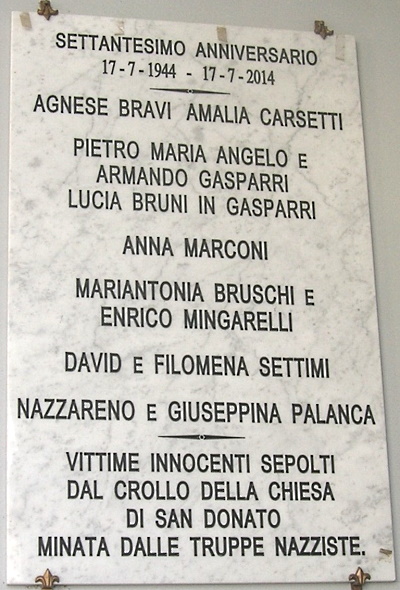 SETTANTESIMO ANNIVERSARIO
17-7-1944 - 17-7-2014
AGNESE BRAVI AMALIA CARSETTI
PIETRO MARIA ANGELO E
ARMANDO GASPARRI
LUCIA BRUNI IN GASPARRI
ANNA MARCONI
MARIANTONIA BRUSCHI E
ENRICO MINGARELLI
DAVID E FILOMENA SETTIMI
NAZZARENO E GIUSEPPINA PALANCA
VITTIME INNOCENTI SEPOLTI
DAL CROLLO DELLA CHIESA
DI SAN DONATO
MINATA DALLE TRUPPE NAZZISTE.